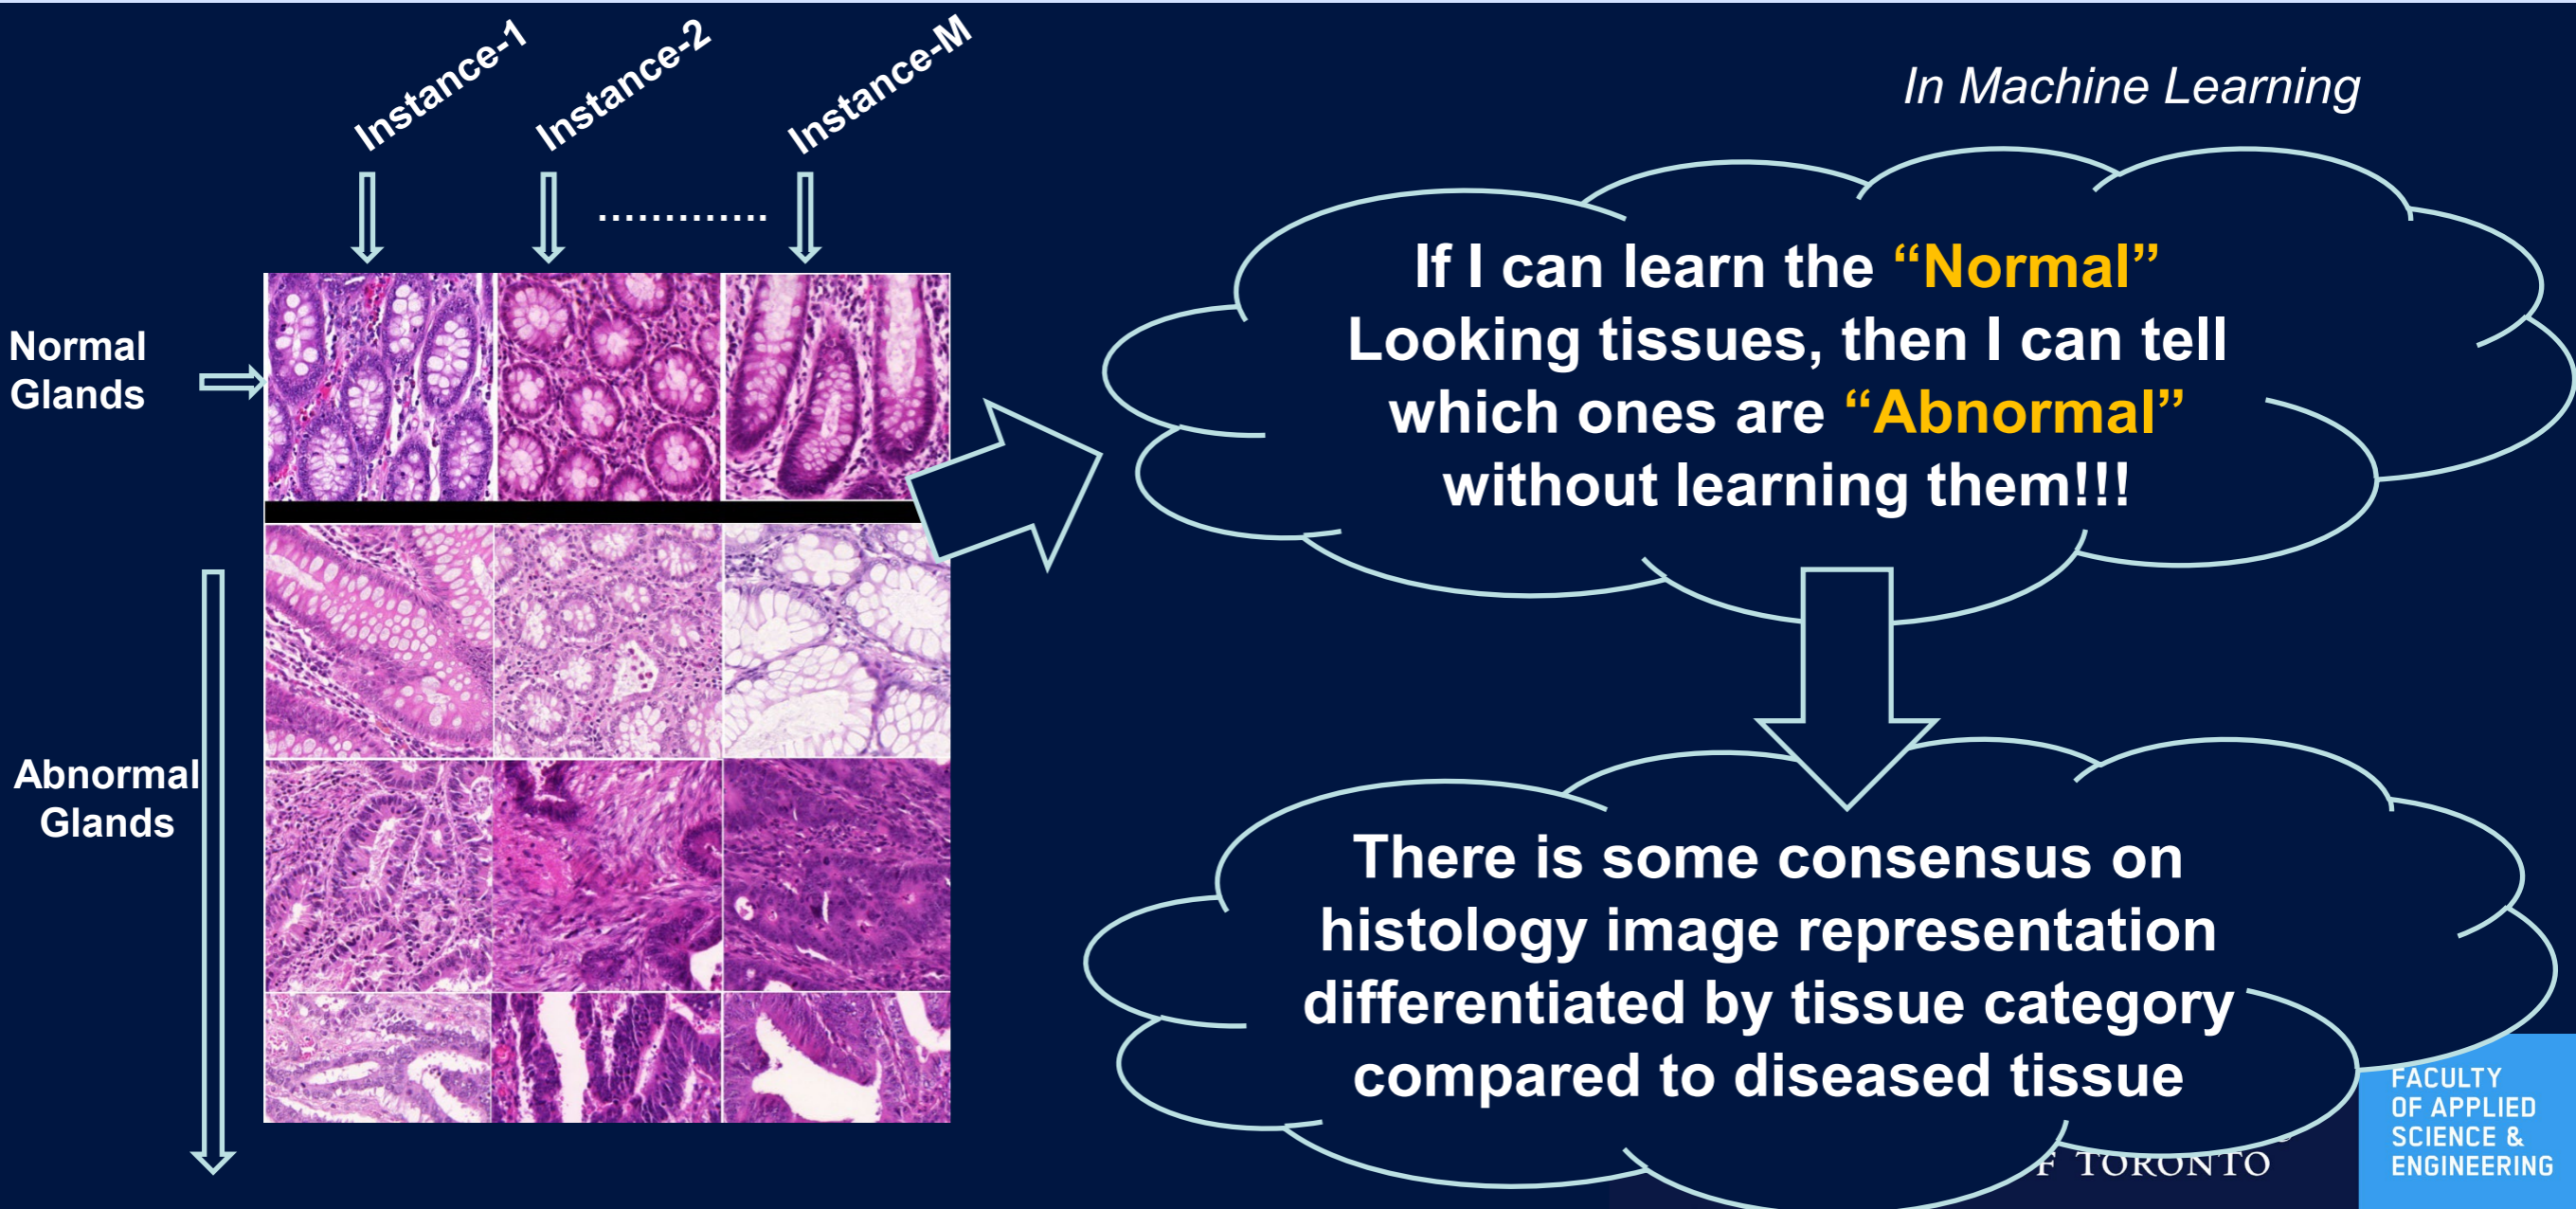 Instance-1
Instance-2
Instance-M
.............
In Machine Learning
Normal
Glands
Abnormal
Glands
If I can learn the “Normal”
Looking tissues, then I can tell
which ones are “Abnormal”
without learning them!!!
There is some consensus on
histology image representation
differentiated by tissue category
compared to diseased tissue
TORONTO
FACULTY
OF APPLIED
SCIENCE &
ENGINEERING